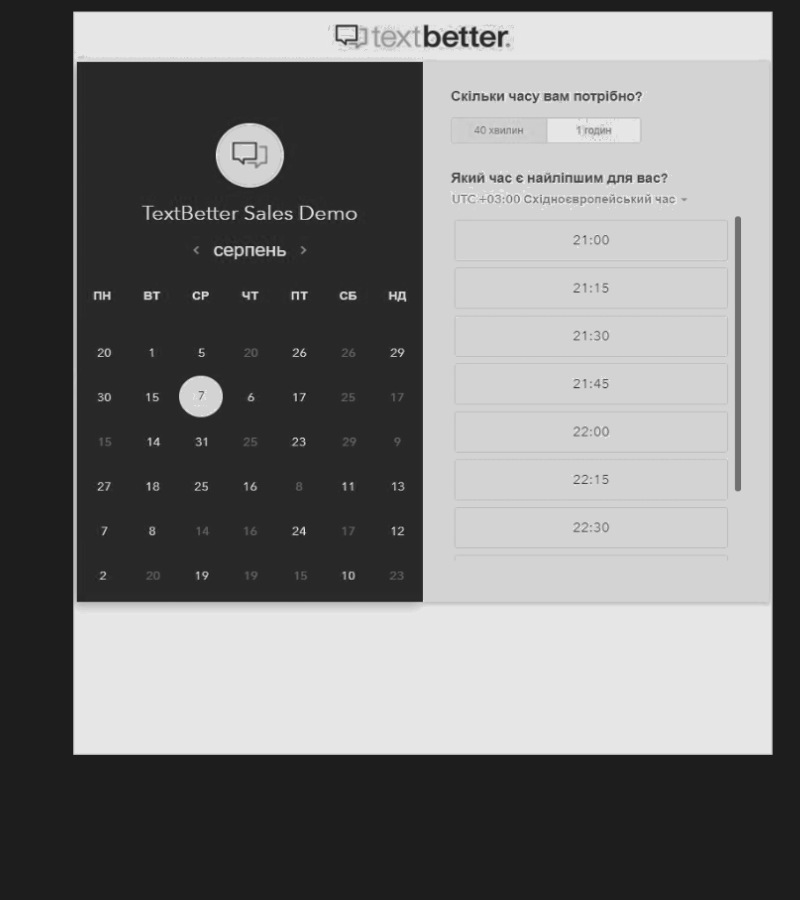 textbetter.
TextBetter Sales Demo
< серпень >
ПН ВТ СР ЧТ ПТ СБ НД
20 1 5 20 26 26 29
30 15 7 6 17 25 17
15 14 31 25 23 29 9
27 18 25 16 8 11 13
7 8 14 16 24 17 12
2 20 19 19 15 10 23
Скільки часу вам потрібно?
40 хвилин 1 годин
Який час є найліпшим для вас?
UTC +03:00 Східноєвропейський час
21:00
21:15
21:30
21:45
22:00
22:15
22:30